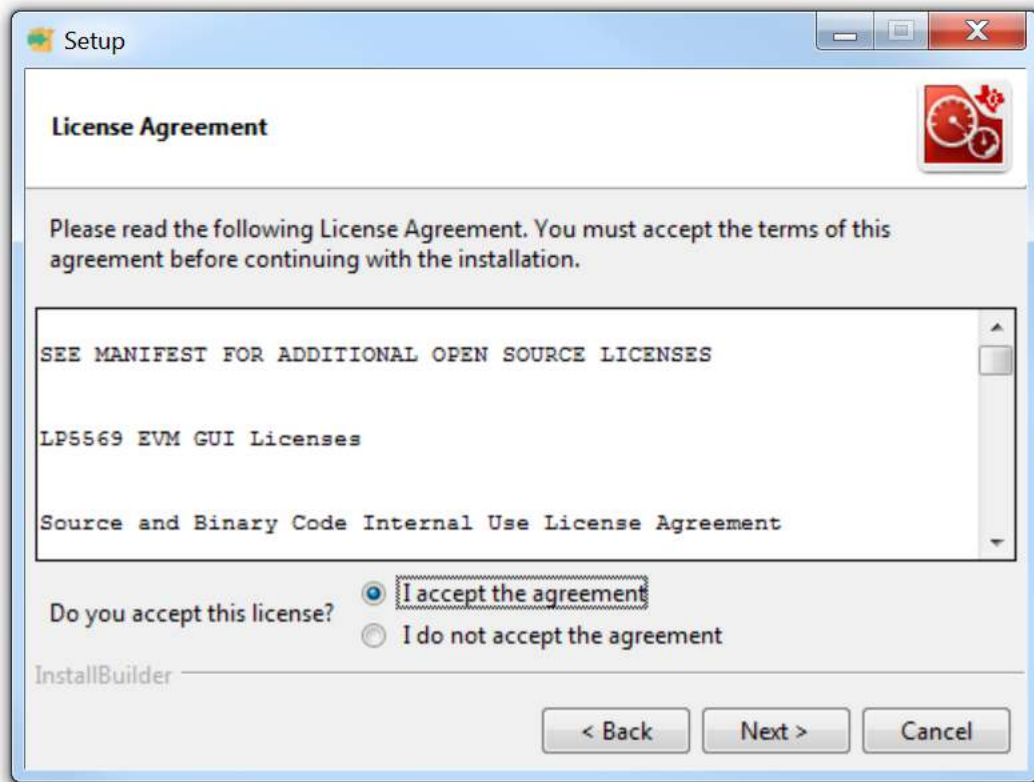 Setup
License Agreement
Please read the following License Agreement. You must accept the terms of this
agreement before continuing with the installation.
SEE MANIFEST FOR ADDITIONAL OPEN SOURCE LICENSES
LP5569 EVM GUI Licenses
Source and Binary Code Internal Use License Agreement
Do you accept this license?
I accept the agreement
I do not accept the agreement
InstallBuilder
< Back
Next >
Cancel